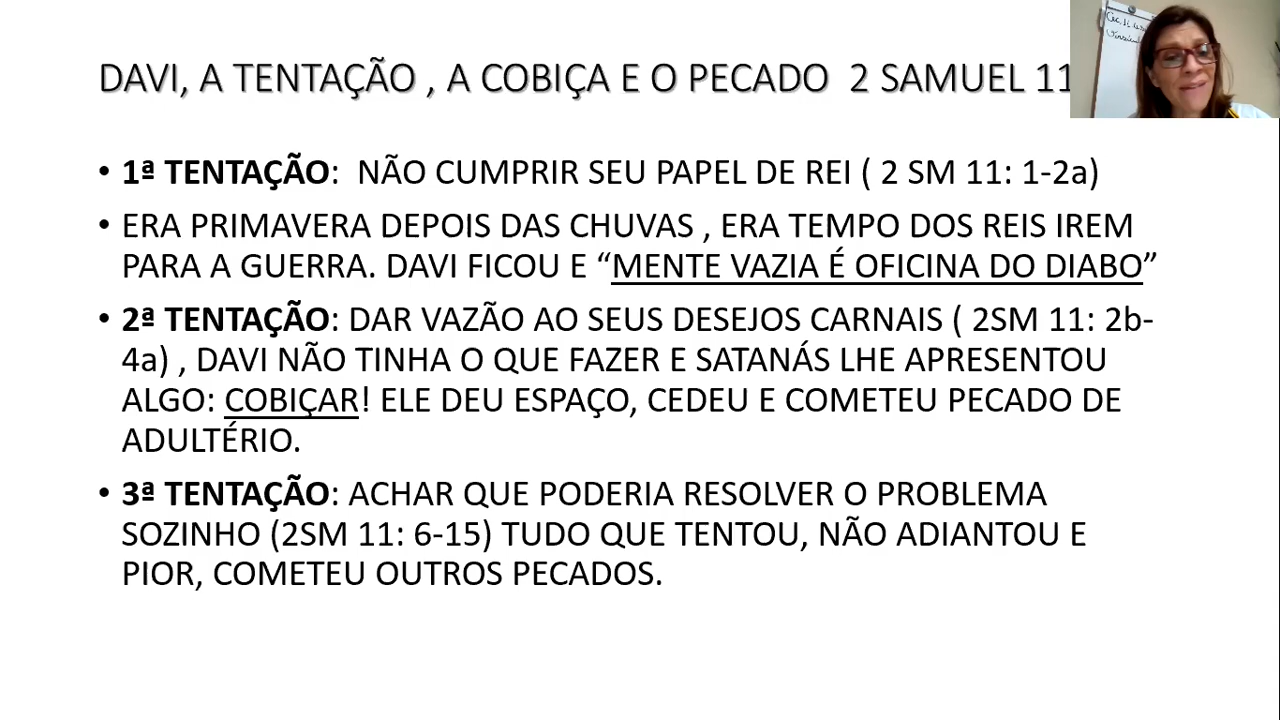 DAVI, A TENTAÇÃO , A COBIÇA E O PECADO 2 SAMUEL 11
• 1ª TENTAÇÃO: NÃO CUMPRIR SEU PAPEL DE REI ( 2 SM 11: 1-2a)
• ERA PRIMAVERA DEPOIS DAS CHUVAS , ERA TEMPO DOS REIS IREM
PARA A GUERRA. DAVI FICOU E “MENTE VAZIA É OFICINA DO DIABO”
• 2ª TENTAÇÃO: DAR VAZÃO AO SEUS DESEJOS CARNAIS ( 2SM 11: 2b-
4a) , DAVI NÃO TINHA O QUE FAZER E SATANÁS LHE APRESENTOU
ALGO: COBIÇAR! ELE DEU ESPAÇO, CEDEU E COMETEU PECADO DE
ADULTÉRIO.
• 3ª TENTAÇÃO: ACHAR QUE PODERIA RESOLVER O PROBLEMA
SOZINHO (2SM 11: 6-15) TUDO QUE TENTOU, NÃO ADIANTOU E
PIOR, COMETEU OUTROS PECADOS.